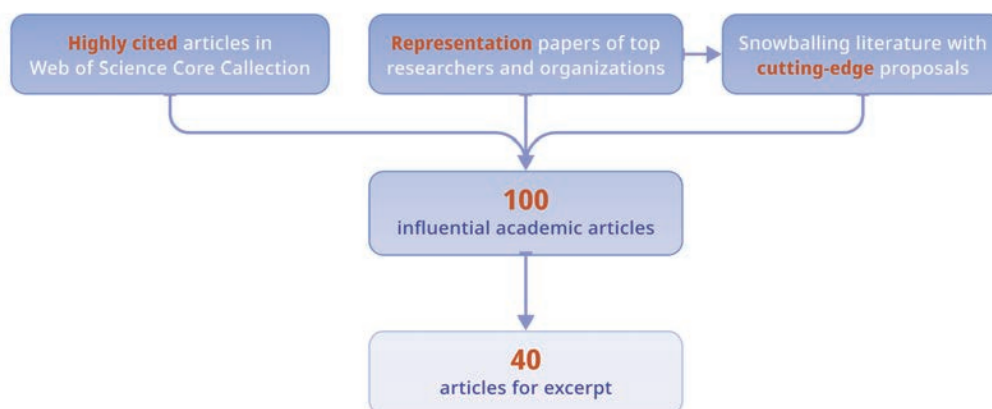 Highly cited articles in
Web of Science Core Callection
Representation papers of top
researchers and organizations
Snowballing literature with
cutting-edge proposals
100
influential academic articles
40
articles for excerpt